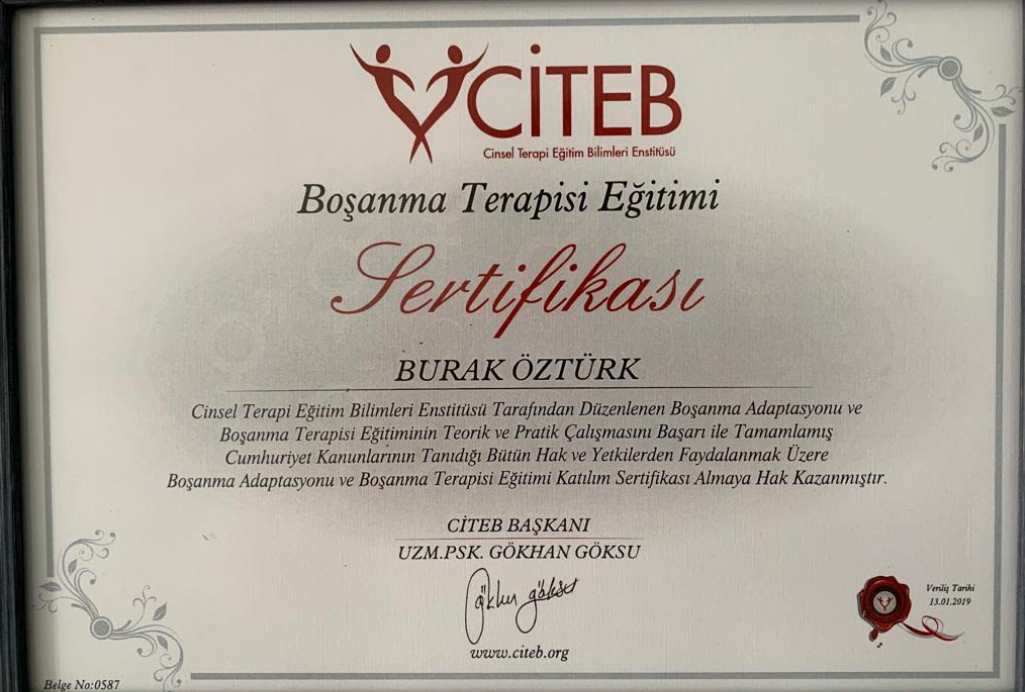 CİTEB
Cinsel Terapi Eğitim Bilimleri Enstitüsü
Boşanma Terapisi Eğitimi
Sertifikası
BURAK ÖZTÜRK
Cinsel Terapi Eğitim Bilimleri Enstitüsü Tarafından Düzenlenen Boşanma Adaptasyonu ve
Boşanma Terapisi Eğitiminin Teorik ve Pratik Çalışmasını Başarı ile Tamamlamış
Cumhuriyet Kanunlarının Tanıdığı Bütün Hak ve Yetkilerden Faydalanmak Üzere
Boşanma Adaptasyonu ve Boşanma Terapisi Eğitimi Katılım Sertifikası Almaya Hak Kazanmıştır.
CİTEB BAŞKANI
UZM.PSK. GÖKHAN GÖKSU
Gökhan göksu
www.citeb.org
Veriliş Tarihi
13.01.2019
Belge No:0587